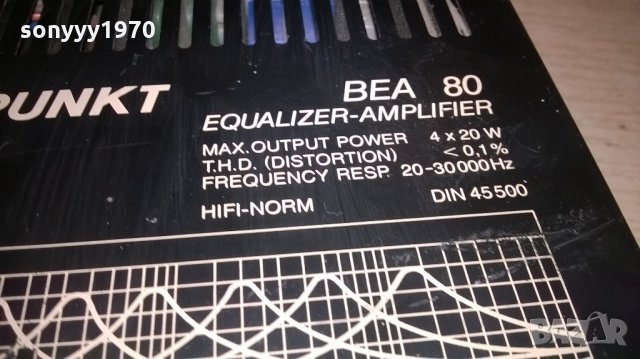 sonyyy1970
PUNKT
BEA 80
EQUALIZER-AMPLIFIER
MAX. OUTPUT POWER 4 x 20 W
T.H.D. (DISTORTION) < 0,1%
FREQUENCY RESP. 20-30000Hz
HIFI-NORM DIN 45500
BAZAR